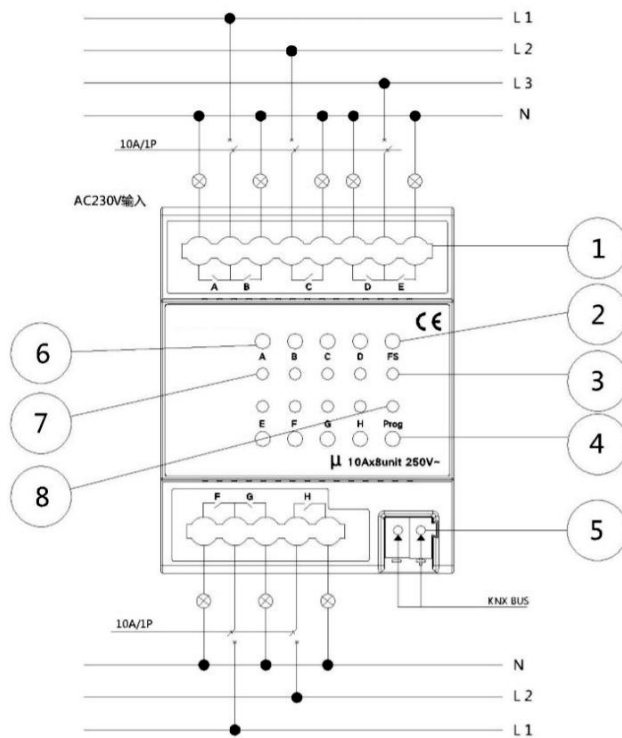 L 1
L 2
L 3
N
10A/1P
AC230V输入
1
A B C D E
CE
2
6
A B C D FS
7
3
E F G H Prog
4
8
µ 10Ax8unit 250V~
F G H
5
KNX BUS
10A/1P
N
L 2
L 1